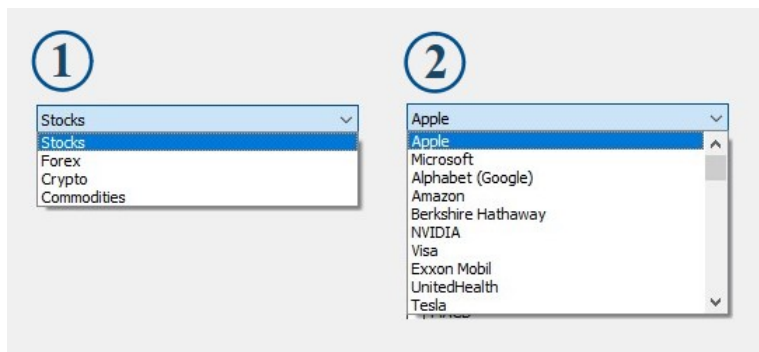 1
Stocks
Stocks
Forex
Crypto
Commodities
2
Apple
Apple
Microsoft
Alphabet (Google)
Amazon
Berkshire Hathaway
NVIDIA
Visa
Exxon Mobil
UnitedHealth
Tesla